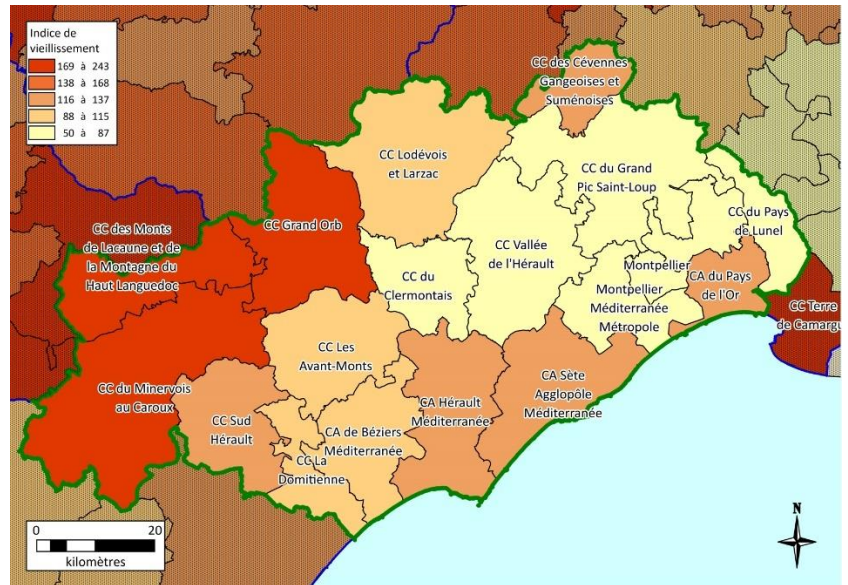 Indice de
vieillissement
169 à 243
138 à 168
116 à 137
88 à 115
50 à 87
CC des Cévennes
Gangeoises et
Suménoises
CC Lodévois
et Larzac
CC du Grand
Pic Saint-Loup
CC Grand Orb
CC du Pays
de Lunel
CC des Monts
de Lacaune et de
la Montagne du
Haut Languedoc
CC Vallée
de l'Hérault
CC du
Clermontais
Montpellier
Montpellier
Méditerranée
Métropole
CA du Pays
de l'Or
CC Terre
de Camargu
CC Les
Avant-Monts
CC du Minervois
au Caroux
CA Sète
Agglopôle
Méditerranée
CA Hérault
Méditerranée
CC Sud
Hérault
CA de Béziers
Méditerranée
CC La
Domitienne
0 20
kilomètres
N